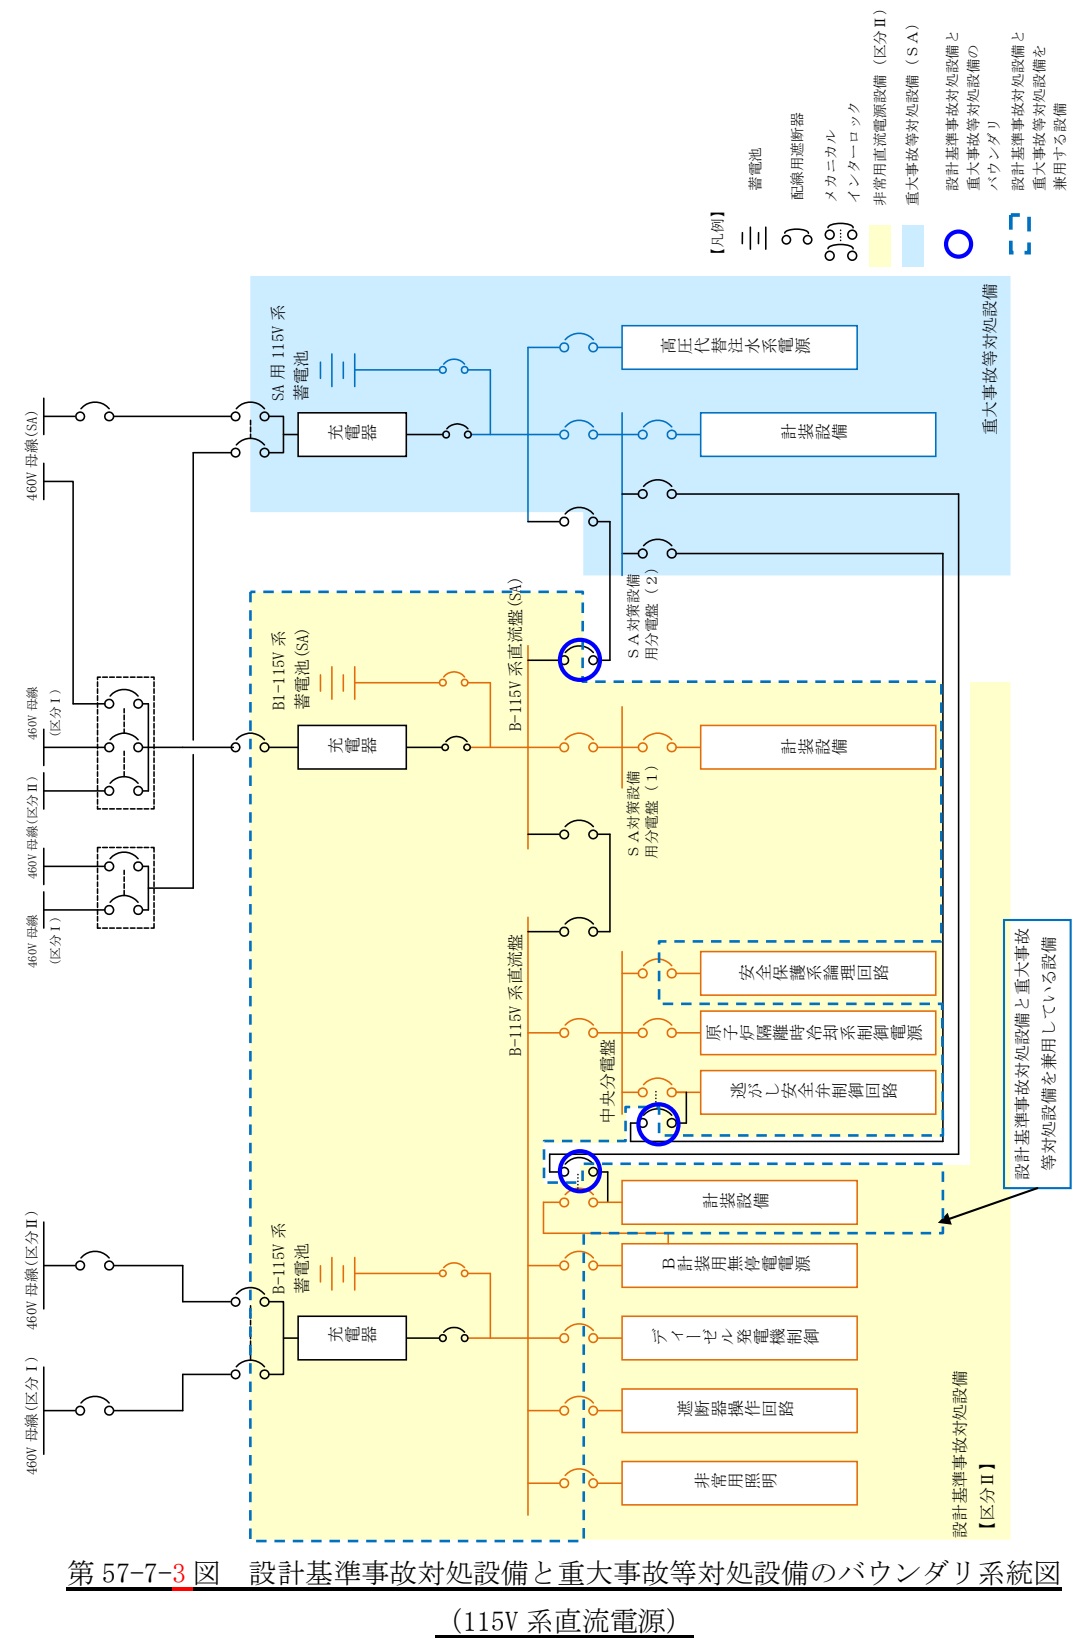 【凡例】
蓄電池
配線用遮断器
メカニカル
インターロック
非常用直流電源設備（区分Ⅱ）
重大事故等対処設備（ＳＡ）
設計基準事故対処設備と
重大事故等対処設備の
バウンダリ
設計基準事故対処設備と
重大事故等対処設備を
兼用する設備
460V 母線(SA)
460V 母線
(区分Ⅰ)
460V 母線(区分Ⅱ)
460V 母線
(区分Ⅰ)
460V 母線(区分Ⅱ)
460V 母線(区分Ⅰ)
SA 用 115V 系
蓄電池
充電器
高圧代替注水系電源
計装設備
重大事故等対処設備
ＳＡ対策設備
用分電盤（2）
B1-115V 系
蓄電池(SA)
充電器
B-115V 系直流盤(SA)
計装設備
ＳＡ対策設備
用分電盤（1）
B-115V 系直流盤
中央分電盤
安全保護系論理回路
原子炉隔離時冷却系制御電源
逃がし安全弁制御回路
計装設備
B-115V 系
蓄電池
充電器
Ｂ計装用無停電電源
ディーゼル発電機制御
遮断器操作回路
非常用照明
設計基準事故対処設備
【区分Ⅱ】
設計基準事故対処設備と重大事故
等対処設備を兼用している設備
第 57-7-3 図　設計基準事故対処設備と重大事故等対処設備のバウンダリ系統図
（115V 系直流電源）